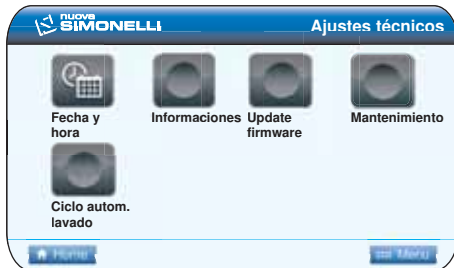 nuova
SIMONELLI
Ajustes técnicos
Fecha y
hora
Informaciones
Update
firmware
Mantenimiento
Ciclo autom.
lavado
Home
Menu